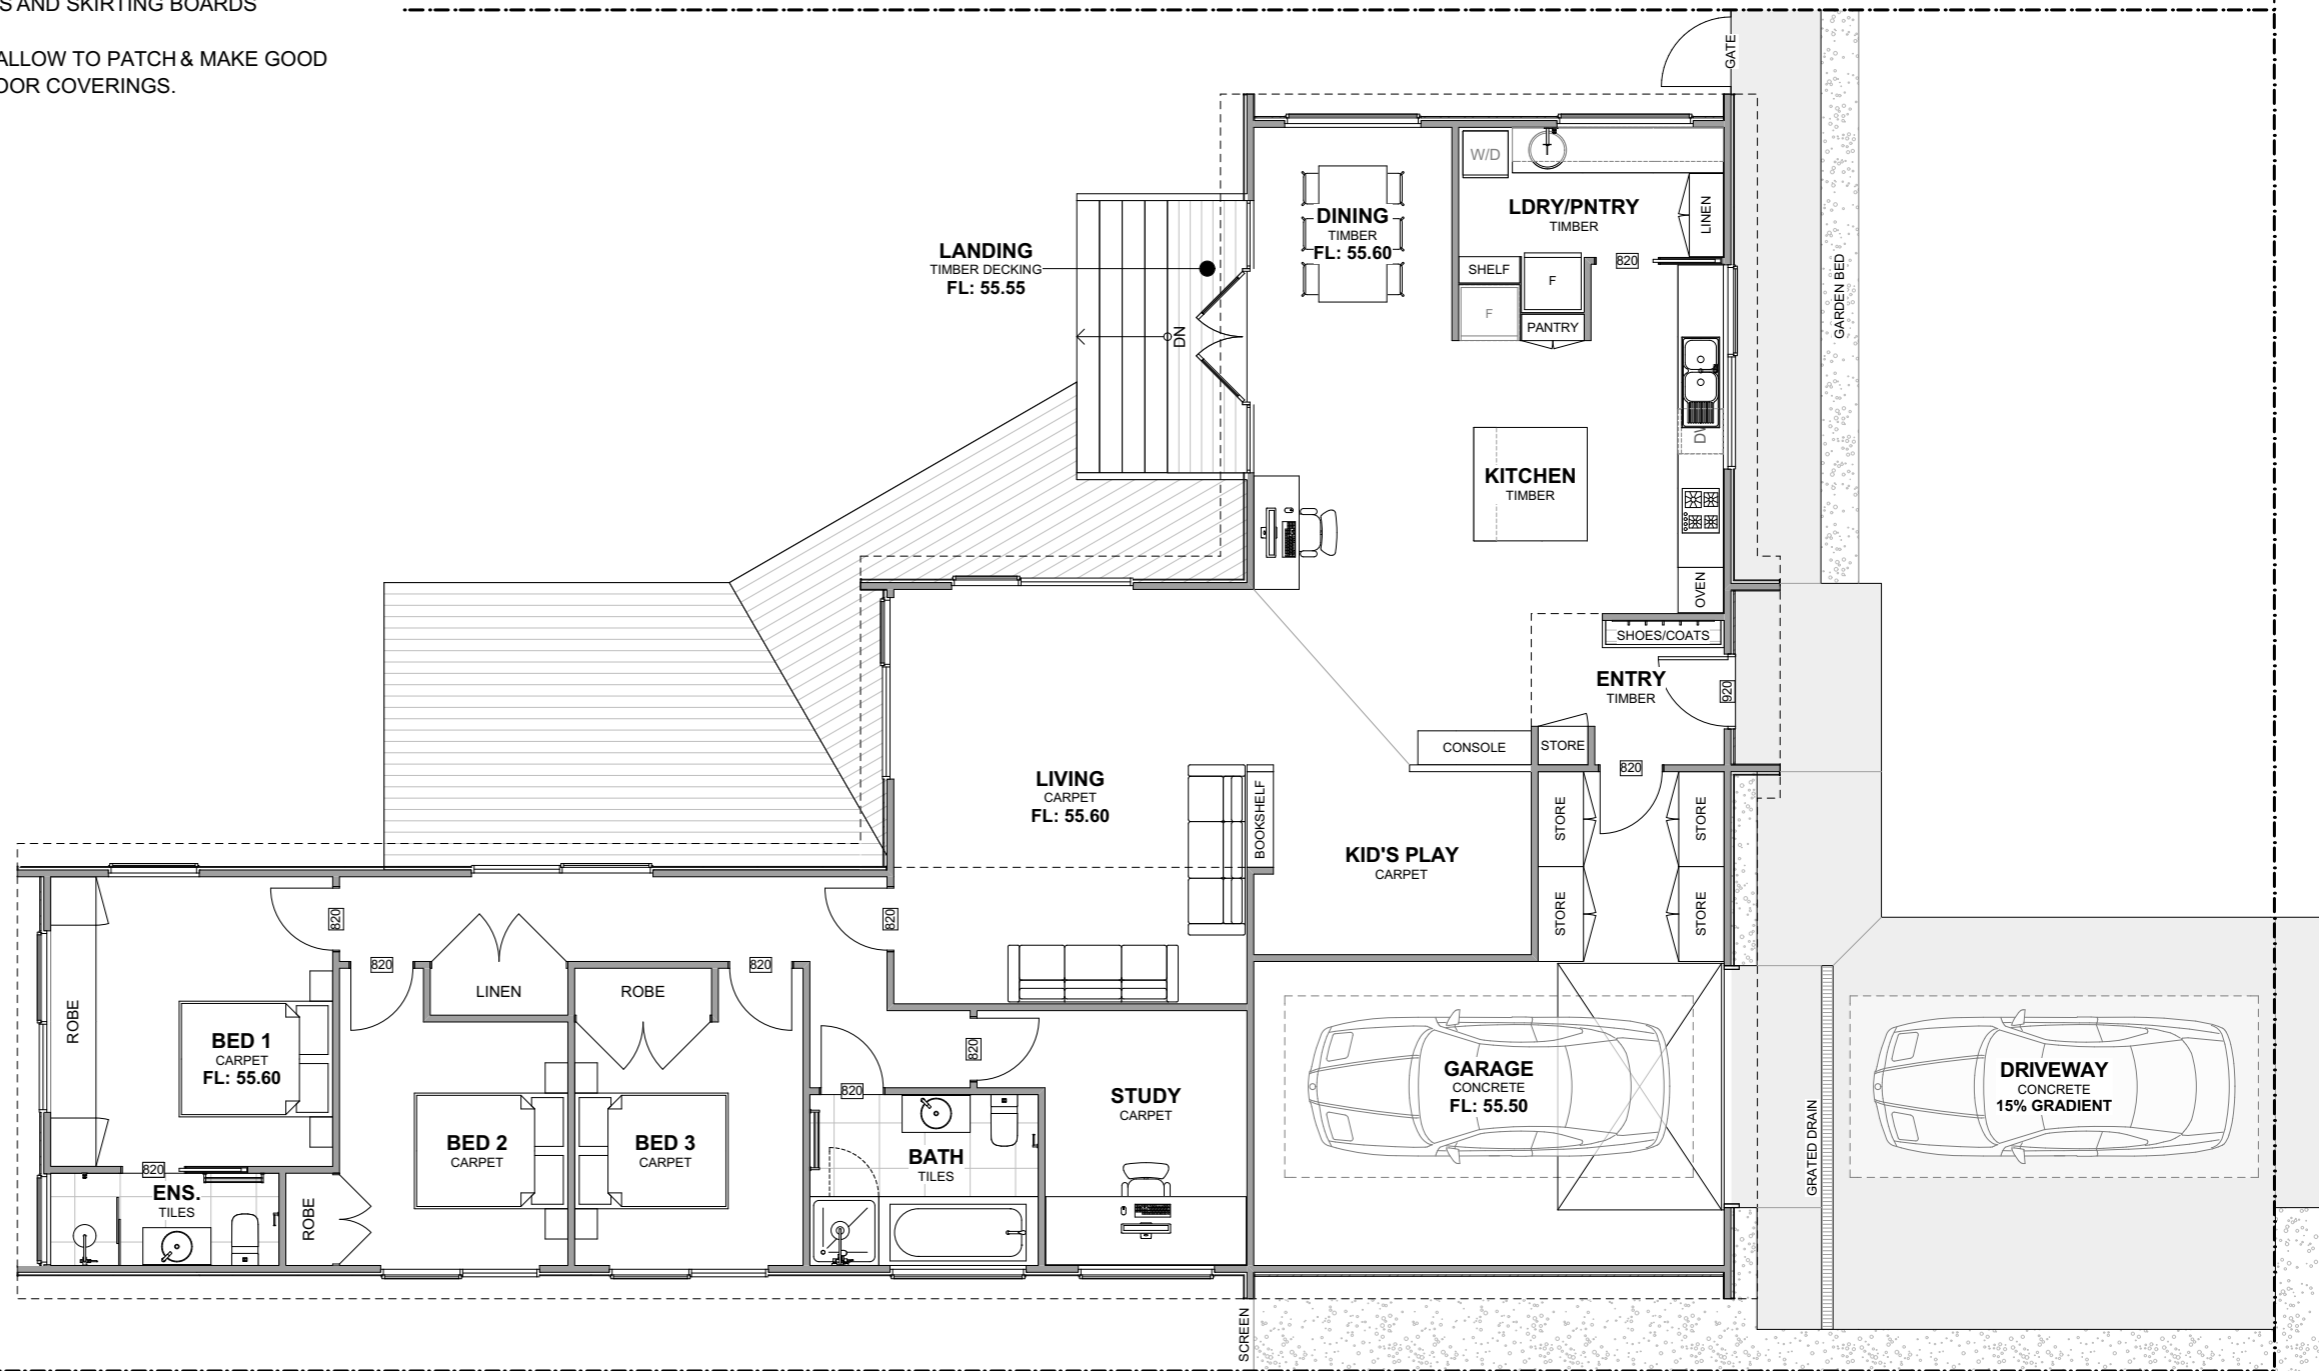 S AND SKIRTING BOARDS
ALLOW TO PATCH & MAKE GOOD
OOR COVERINGS.
GATE
W/D
LDRY/PNTRY
TIMBER
LINEN
DINING
TIMBER
FL: 55.60
LANDING
TIMBER DECKING
FL: 55.55
DN
SHELF
F
F
PANTRY
820
GARDEN BED
KITCHEN
TIMBER
OVEN
SHOES/COATS
ENTRY
TIMBER
920
CONSOLE
STORE
820
LIVING
CARPET
FL: 55.60
BOOKSHELF
KID'S PLAY
CARPET
STORE
STORE
STORE
STORE
820
820
820
820
LINEN
ROBE
ROBE
BED 1
CARPET
FL: 55.60
BED 2
CARPET
BED 3
CARPET
820
820
820
ENS.
TILES
ROBE
BATH
TILES
STUDY
CARPET
GARAGE
CONCRETE
FL: 55.50
GRATED DRAIN
DRIVEWAY
CONCRETE
15% GRADIENT
SCREEN